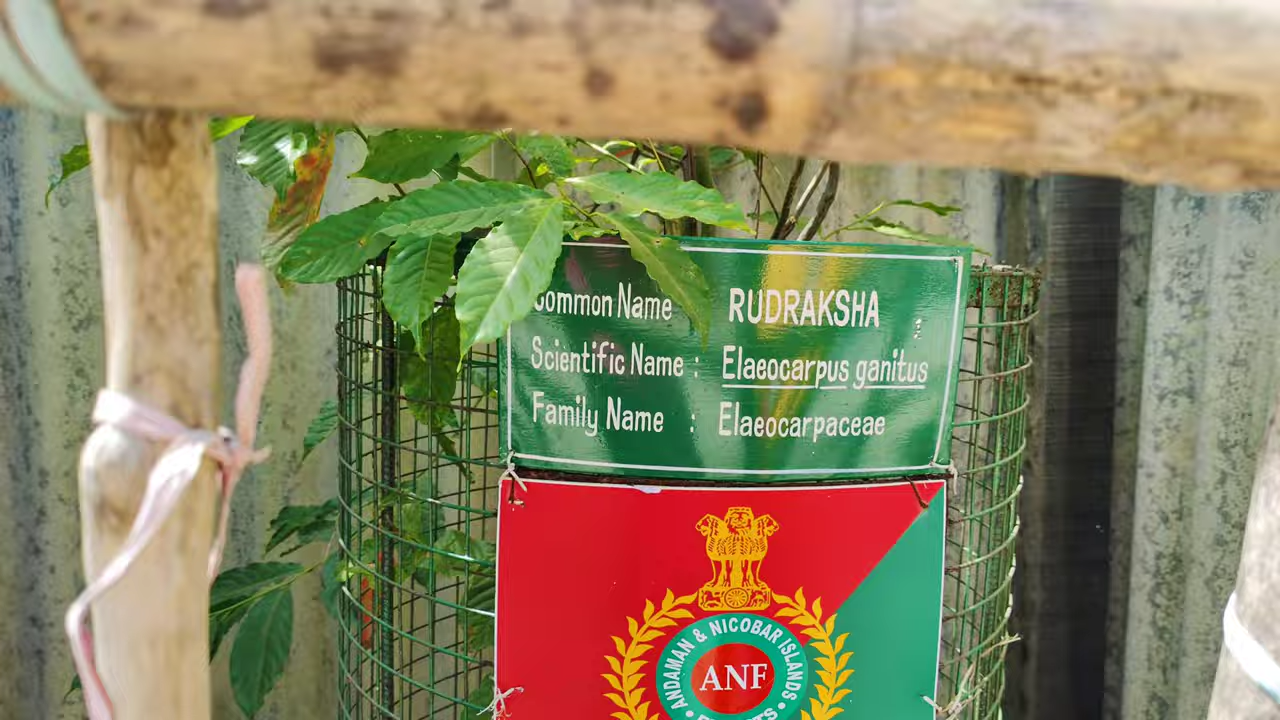 Common Name RUDRAKSHA
Scientific Name : Elaeocarpus ganitus
Family Name : Elaeocarpaceae
ANDAMAN & NICOBAR ISLANDS
ANF